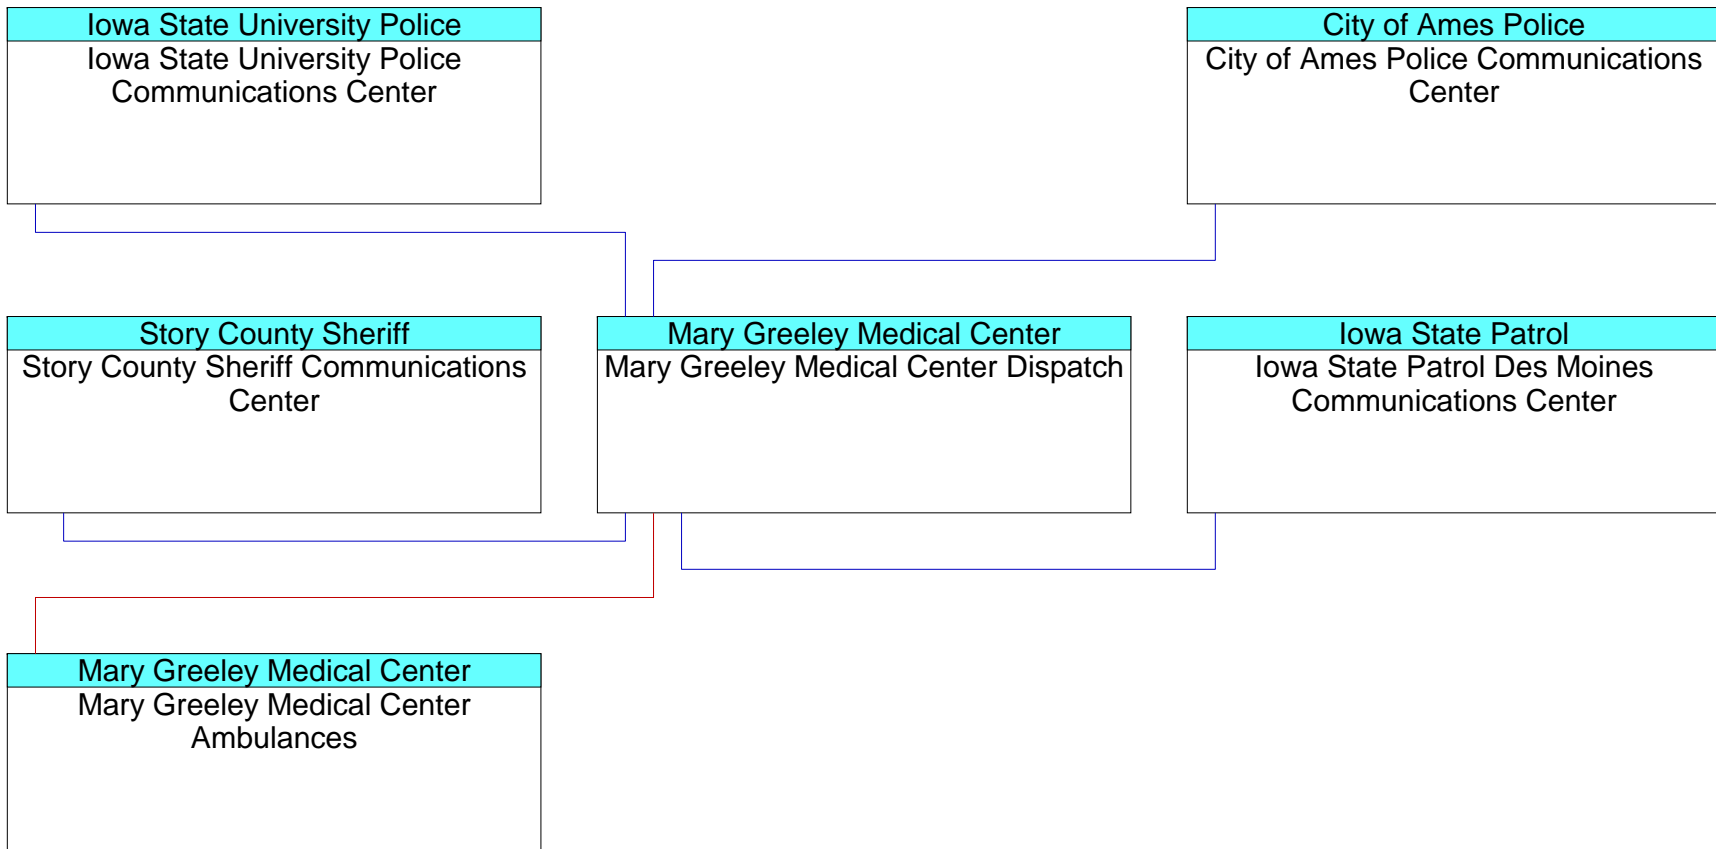 Iowa State University Police
Iowa State University Police
Communications Center
City of Ames Police
City of Ames Police Communications
Center
Story County Sheriff
Story County Sheriff Communications
Center
Mary Greeley Medical Center
Mary Greeley Medical Center Dispatch
Iowa State Patrol
Iowa State Patrol Des Moines
Communications Center
Mary Greeley Medical Center
Mary Greeley Medical Center
Ambulances